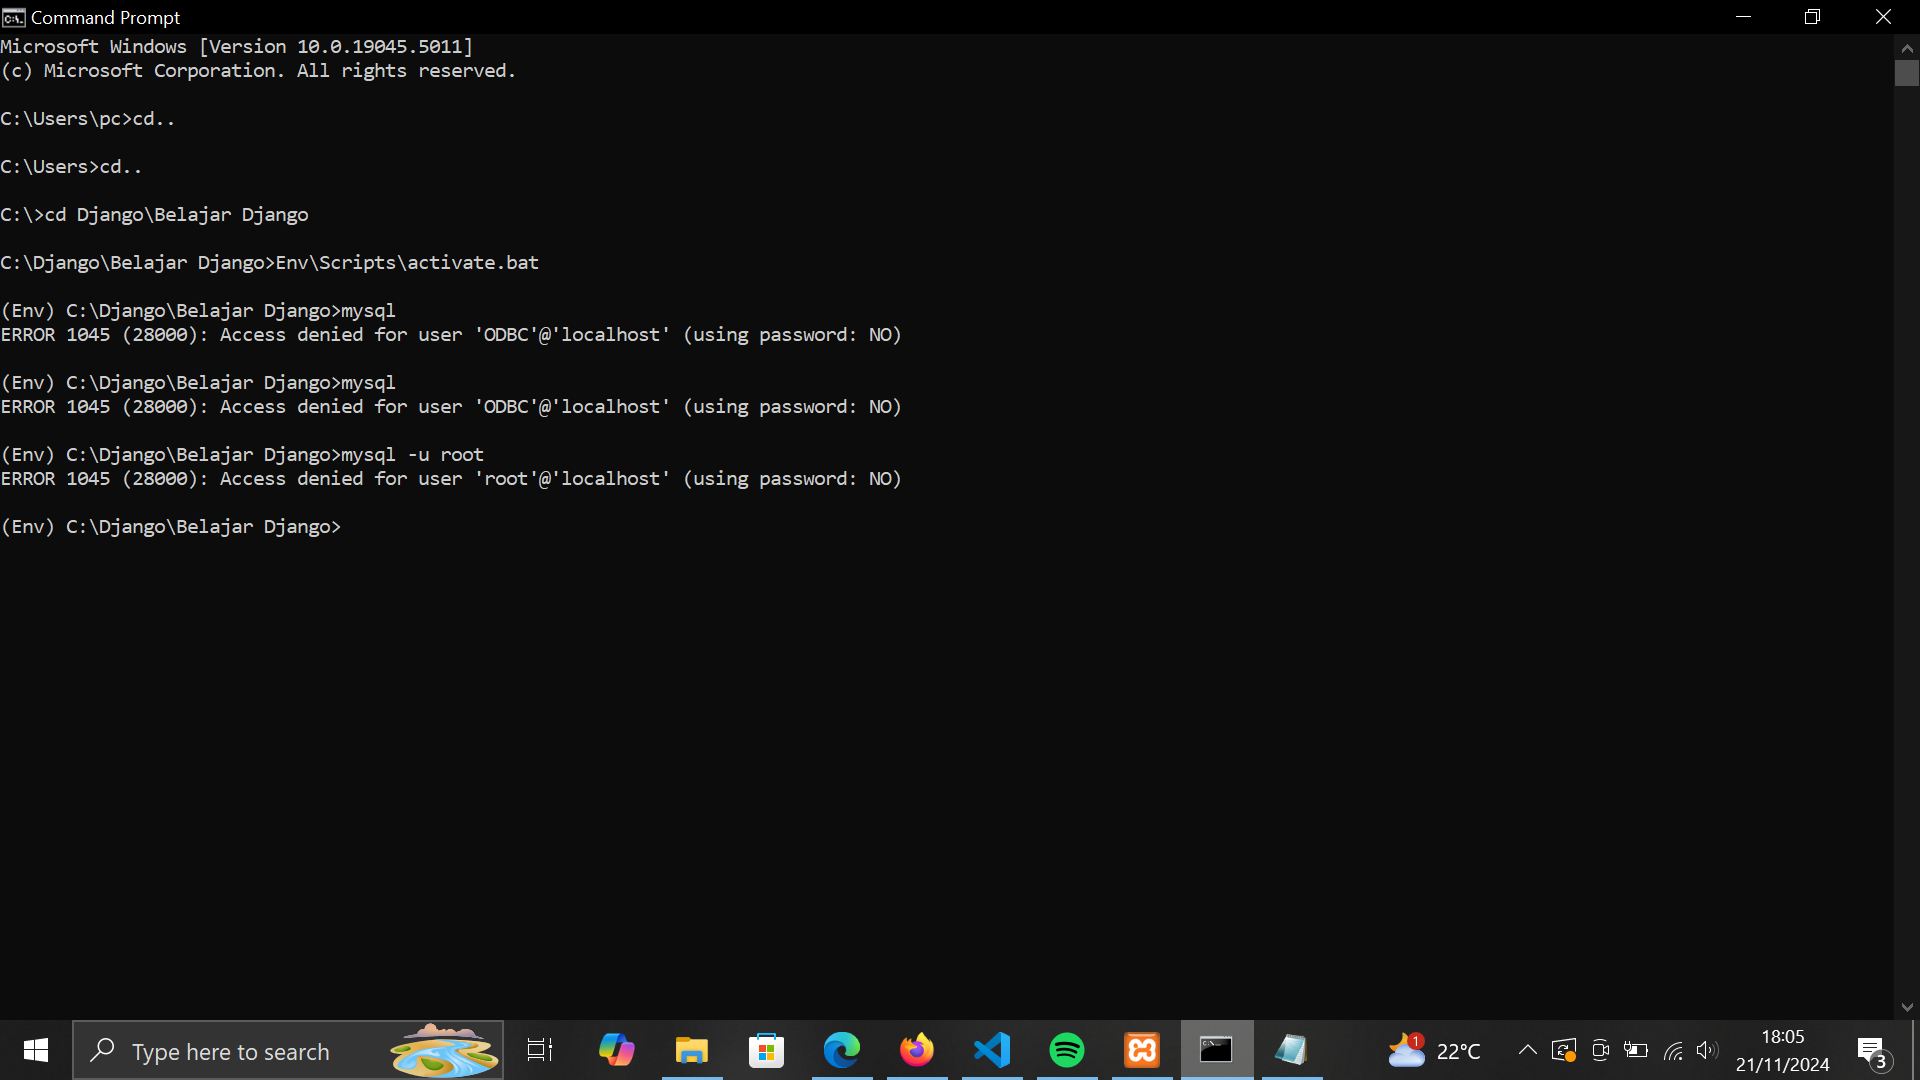 Command Prompt
Microsoft Windows [Version 10.0.19045.5011]
(c) Microsoft Corporation. All rights reserved.
C:\Users\pc>cd..
C:\Users>cd..
C:\>cd Django\Belajar Django
C:\Django\Belajar Django>Env\Scripts\activate.bat
(Env) C:\Django\Belajar Django>mysql
ERROR 1045 (28000): Access denied for user 'ODBC'@'localhost' (using password: NO)
(Env) C:\Django\Belajar Django>mysql
ERROR 1045 (28000): Access denied for user 'ODBC'@'localhost' (using password: NO)
(Env) C:\Django\Belajar Django>mysql -u root
ERROR 1045 (28000): Access denied for user 'root'@'localhost' (using password: NO)
(Env) C:\Django\Belajar Django>
Type here to search
1
22°C
18:05
21/11/2024
3